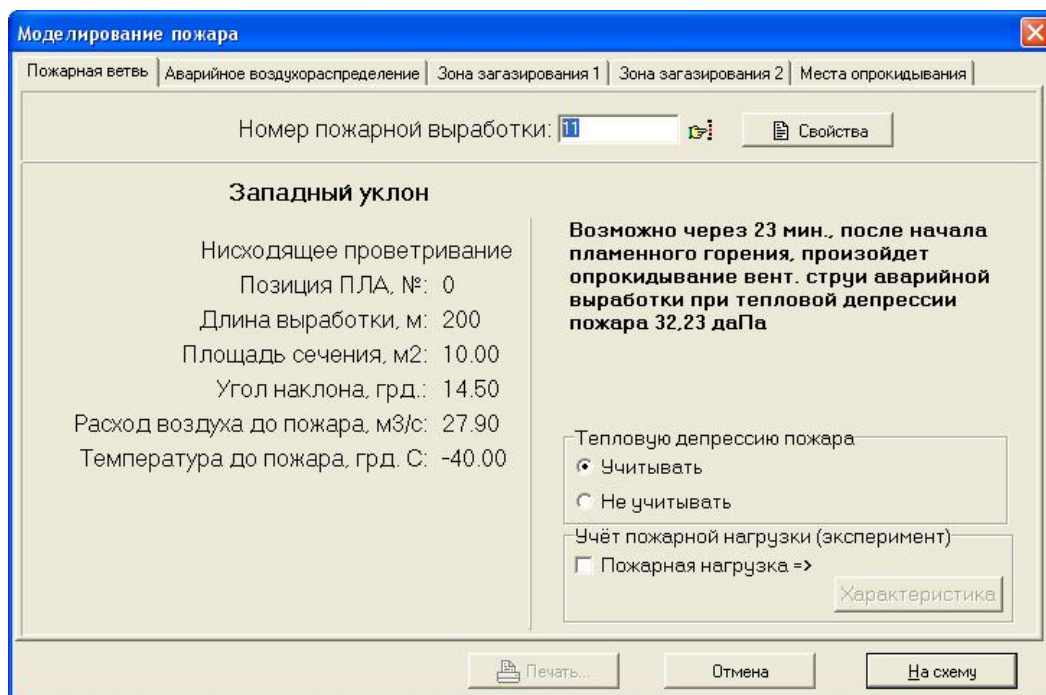 Моделирование пожара
Пожарная ветвь
Аварийное воздухораспределение
Зона загазирования 1
Зона загазирования 2
Места опрокидывания
Номер пожарной выработки: 11
Свойства
Западный уклон
Нисходящее проветривание
Позиция ПЛА, №: 0
Длина выработки, м: 200
Площадь сечения, м2: 10.00
Угол наклона, грд.: 14.50
Расход воздуха до пожара, м3/с: 27.90
Температура до пожара, грд. С: -40.00
Возможно через 23 мин., после начала
пламенного горения, произойдет
опрокидывание вент. струи аварийной
выработки при тепловой депрессии
пожара 32,23 даПа
Тепловую депрессию пожара
Учитывать
Не учитывать
Учёт пожарной нагрузки (эксперимент)
Пожарная нагрузка =>
Характеристика
Печать...
Отмена
На схему